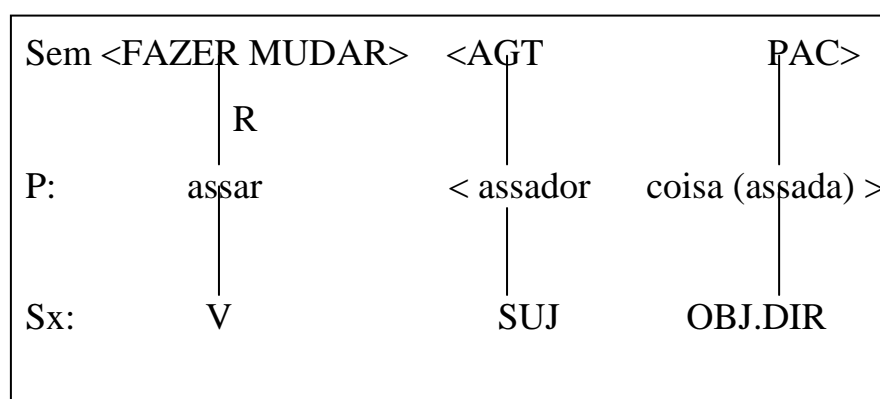 Sem <FAZER MUDAR> <AGT PAC>
R
P: assar < assador coisa (assada) >
Sx: V SUJ OBJ.DIR